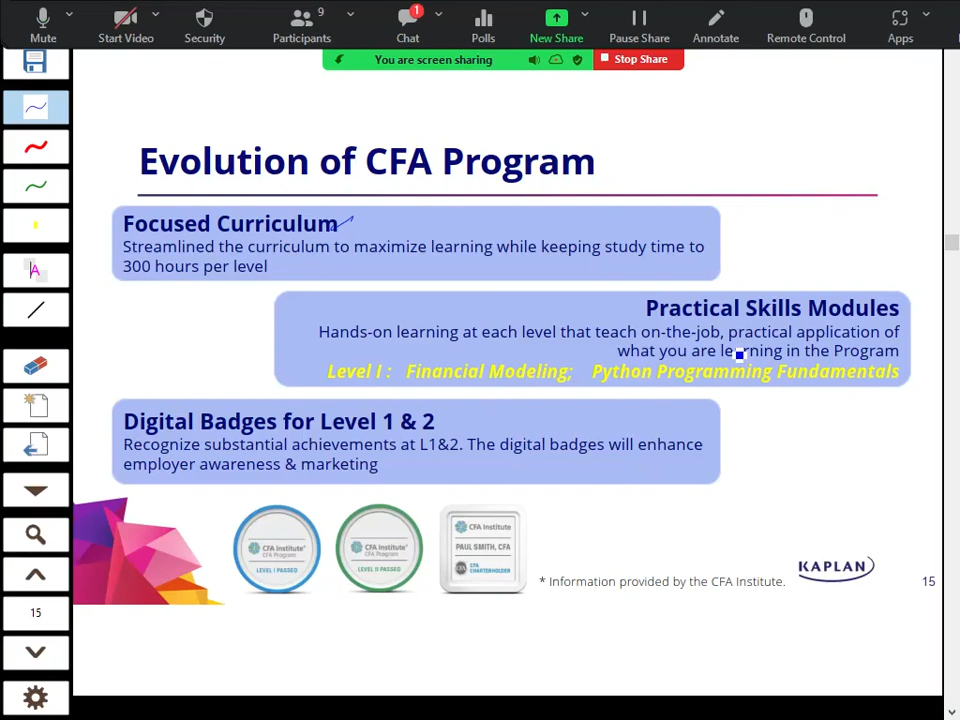 9
1
Mute
Start Video
Security
Participants
Chat
Polls
New Share
Pause Share
Annotate
Remote Control
Apps
You are screen sharing
Stop Share
A
Evolution of CFA Program
Focused Curriculum
Streamlined the curriculum to maximize learning while keeping study time to
300 hours per level
Practical Skills Modules
Hands-on learning at each level that teach on-the-job, practical application of
what you are learning in the Program
Level I : Financial Modeling; Python Programming Fundamentals
Digital Badges for Level 1 & 2
Recognize substantial achievements at L1&2. The digital badges will enhance
employer awareness & marketing
CFA Institute
CFA Program
LEVEL I PASSED
CFA Institute
CFA Program
LEVEL II PASSED
CFA Institute
PAUL SMITH, CFA
CFA
CHARTERHOLDER
* Information provided by the CFA Institute.
KAPLAN
15
15